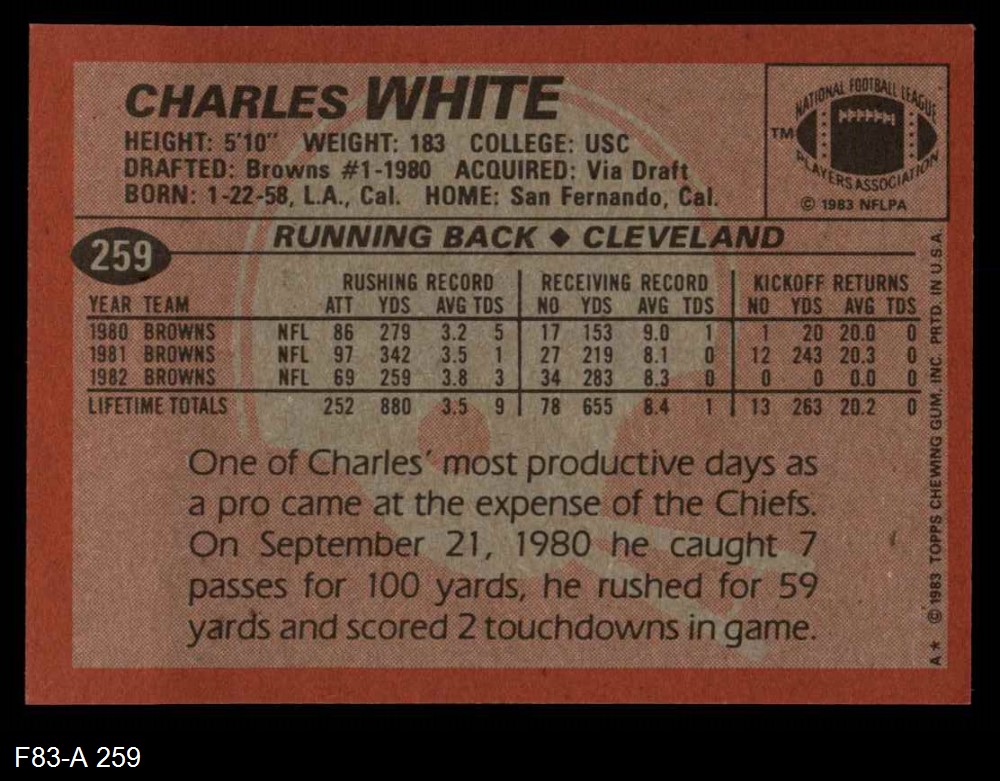 CHARLES WHITE
HEIGHT: 5'10" WEIGHT: 183 COLLEGE: USC
DRAFTED: Browns #1-1980 ACQUIRED: Via Draft
BORN: 1-22-58, L.A., Cal. HOME: San Fernando, Cal.
NATIONAL FOOTBALL LEAGUE
TM
PLAYERS ASSOCIATION
© 1983 NFLPA
259
RUNNING BACK ♦ CLEVELAND
RUSHING RECORD RECEIVING RECORD KICKOFF RETURNS
YEAR TEAM ATT YDS AVG TDS NO YDS AVG TDS NO YDS AVG TDS
1980 BROWNS NFL 86 279 3.2 5 17 153 9.0 1 1 20 20.0 0
1981 BROWNS NFL 97 342 3.5 1 27 219 8.1 0 12 243 20.3 0
1982 BROWNS NFL 69 259 3.8 3 34 283 8.3 0 0 0 0.0 0
LIFETIME TOTALS 252 880 3.5 9 78 655 8.4 1 13 263 20.2 0
One of Charles' most productive days as
a pro came at the expense of the Chiefs.
On September 21, 1980 he caught 7
passes for 100 yards, he rushed for 59
yards and scored 2 touchdowns in game.
A* © 1983 TOPPS CHEWING GUM, INC. PRTD. IN U.S.A.
F83-A 259